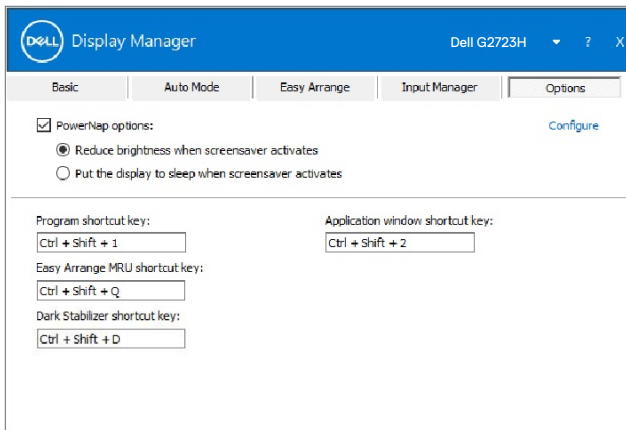 DELL Display Manager Dell G2723H ? X
Basic Auto Mode Easy Arrange Input Manager Options
PowerNap options: Configure
Reduce brightness when screensaver activates
Put the display to sleep when screensaver activates
Program shortcut key: Application window shortcut key:
Ctrl + Shift + 1 Ctrl + Shift + 2
Easy Arrange MRU shortcut key:
Ctrl + Shift + Q
Dark Stabilizer shortcut key:
Ctrl + Shift + D